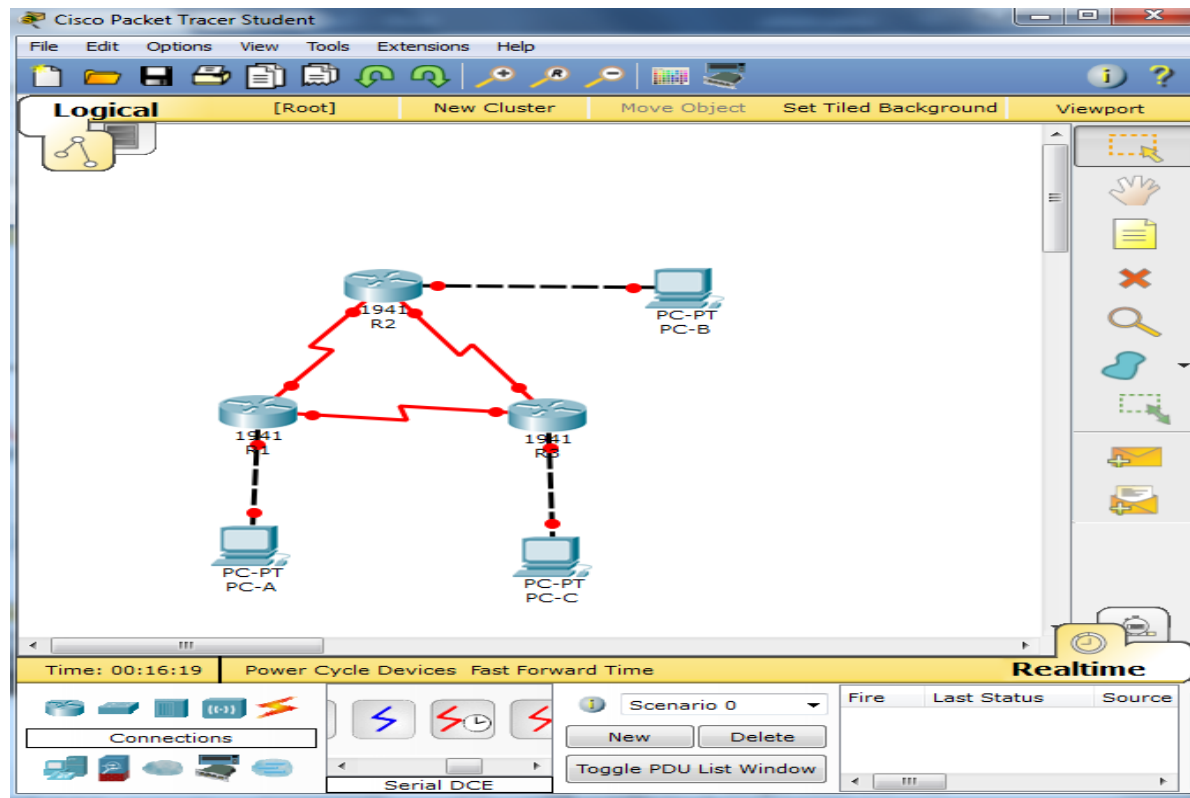 Cisco Packet Tracer Student
File Edit Options View Tools Extensions Help
Logical [Root] New Cluster Move Object Set Tiled Background Viewport
1941
R2
PC-PT
PC-B
1941
R1
1941
R3
PC-PT
PC-A
PC-PT
PC-C
Time: 00:16:19 Power Cycle Devices Fast Forward Time Realtime
Connections
Serial DCE
Scenario 0
New Delete
Toggle PDU List Window
Fire Last Status Source